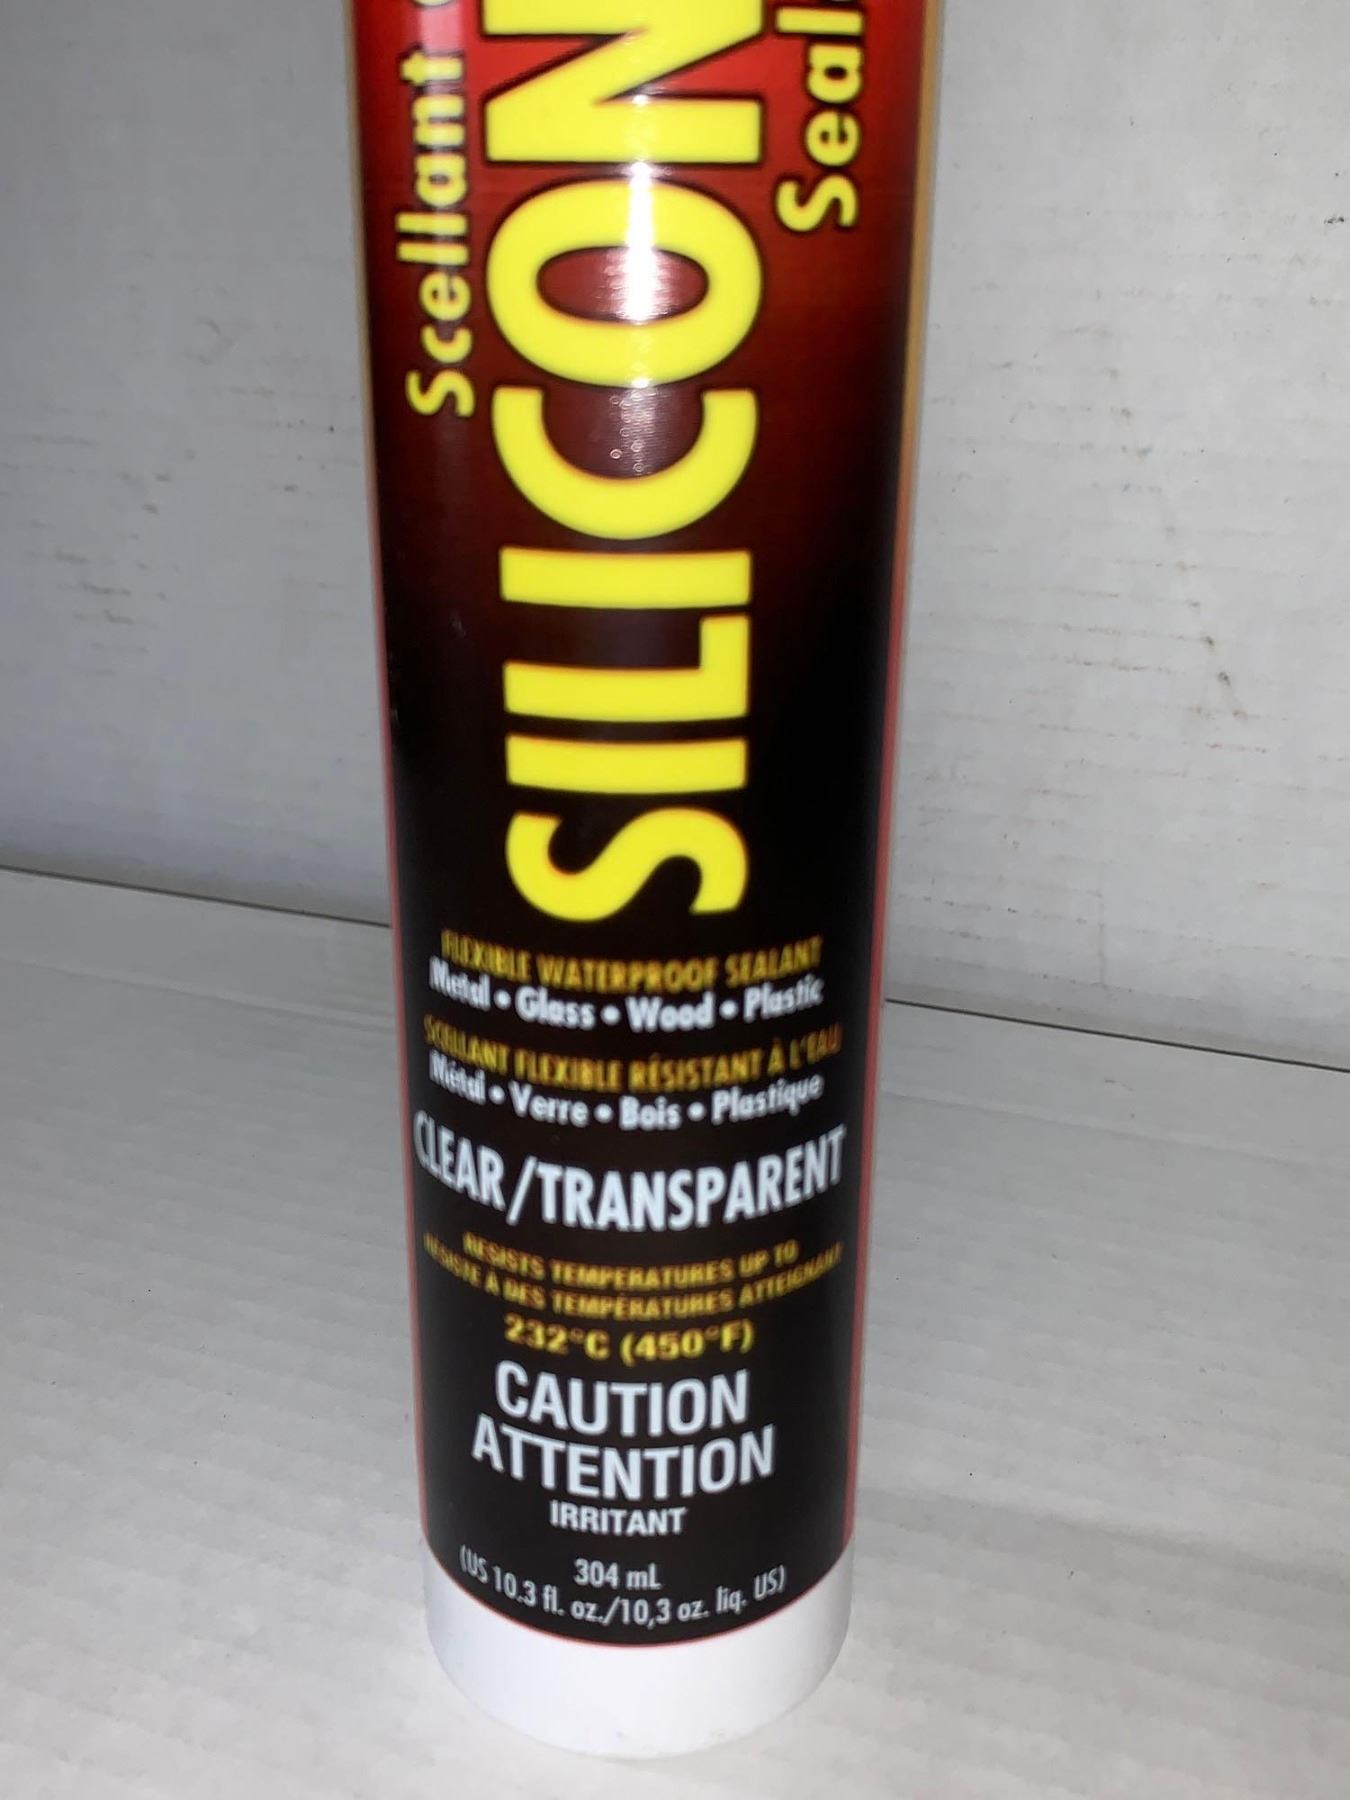 Scellant
SILICON
Seal
FLEXIBLE WATERPROOF SEALANT
Metal • Glass • Wood • Plastic
SCELLANT FLEXIBLE RÉSISTANT À L'EAU
Métal • Verre • Bois • Plastique
CLEAR/TRANSPARENT
RESISTS TEMPERATURES UP TO
RÉSISTE À DES TEMPÉRATURES ATTEIGNANT
232°C (450°F)
CAUTION
ATTENTION
IRRITANT
304 mL
(US 10.3 fl. oz./10,3 oz. liq. US)